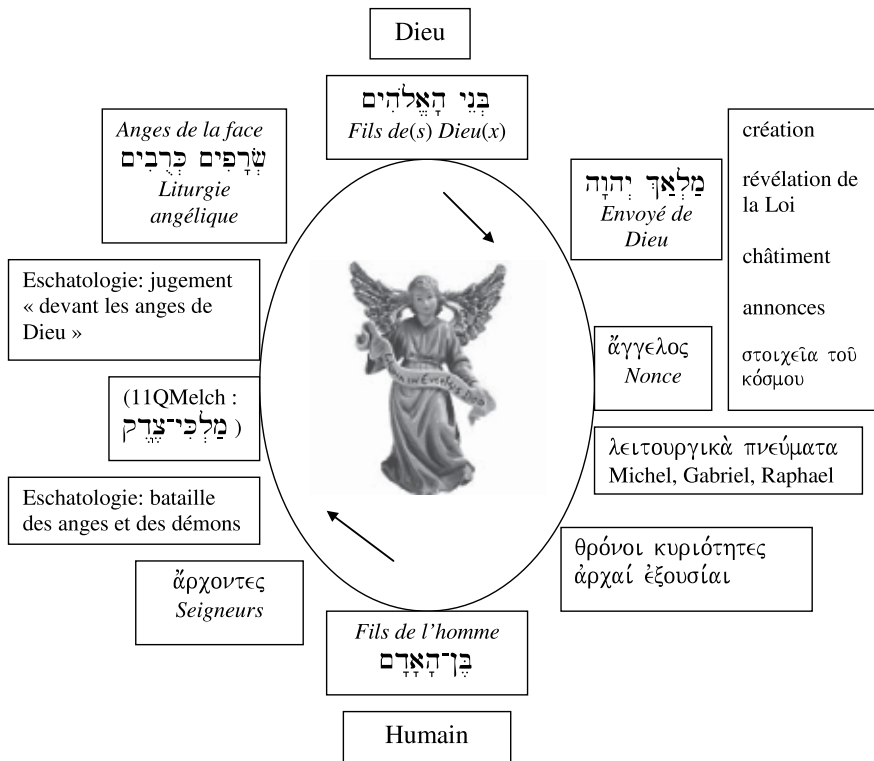 Dieu
בְּנֵי הָאֱלֹהִים
Fils de(s) Dieu(x)
Anges de la face
שְׂרָפִים כְּרֻבִים
Liturgie
angélique
מַלְאַךְ יְהוָה
Envoyé de
Dieu
création
révélation de
la Loi
châtiment
annonces
στοιχεῖα τοῦ
κόσμου
Eschatologie: jugement
« devant les anges de
Dieu »
ἄγγελος
Nonce
(11QMelch :
מַלְכִּי־צֶדֶק )
λειτουργικὰ πνεύματα
Michel, Gabriel, Raphael
Eschatologie: bataille
des anges et des démons
θρόνοι κυριότητες
ἀρχαί ἐξουσίαι
ἄρχοντες
Seigneurs
Fils de l’homme
בֶּן־הָאָדָם
Humain